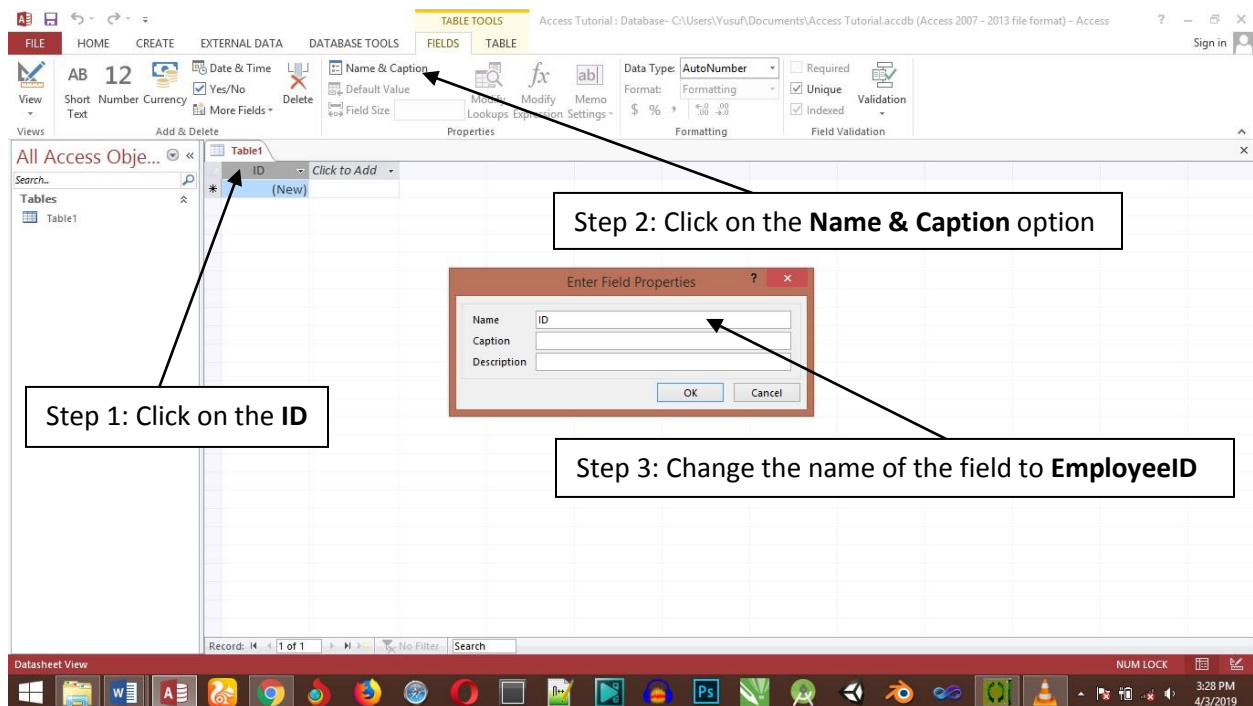 TABLE TOOLS
Access Tutorial : Database- C:\Users\Yusuf\Documents\Access Tutorial.accdb (Access 2007 - 2013 file format) - Access
?
FILE HOME CREATE EXTERNAL DATA DATABASE TOOLS FIELDS TABLE
Sign in
View
Views
AB Short Text
12 Number
Currency
Date & Time
Yes/No
More Fields
Delete
Add & Delete
Name & Caption
Default Value
Field Size
Modify Lookups
fx Modify Expression
ab Memo Settings
Properties
Data Type: AutoNumber
Format: Formatting
$ % ,
Formatting
Required
Unique
Indexed
Validation
Field Validation
All Access Obje...
Search..
Tables
Table1
Table1
ID Click to Add
* (New)
Step 2: Click on the Name & Caption option
Enter Field Properties ?
Name ID
Caption
Description
OK Cancel
Step 1: Click on the ID
Step 3: Change the name of the field to EmployeeID
Record: 1 of 1 No Filter Search
Datasheet View
NUM LOCK
Ps
3:28 PM
4/3/2019